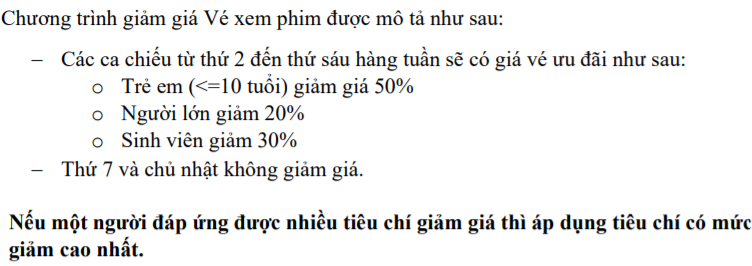 Chương trình giảm giá Vé xem phim được mô tả như sau:
– Các ca chiếu từ thứ 2 đến thứ sáu hàng tuần sẽ có giá vé ưu đãi như sau:
o Trẻ em (<=10 tuổi) giảm giá 50%
o Người lớn giảm 20%
o Sinh viên giảm 30%
– Thứ 7 và chủ nhật không giảm giá.
Nếu một người đáp ứng được nhiều tiêu chí giảm giá thì áp dụng tiêu chí có mức
giảm cao nhất.